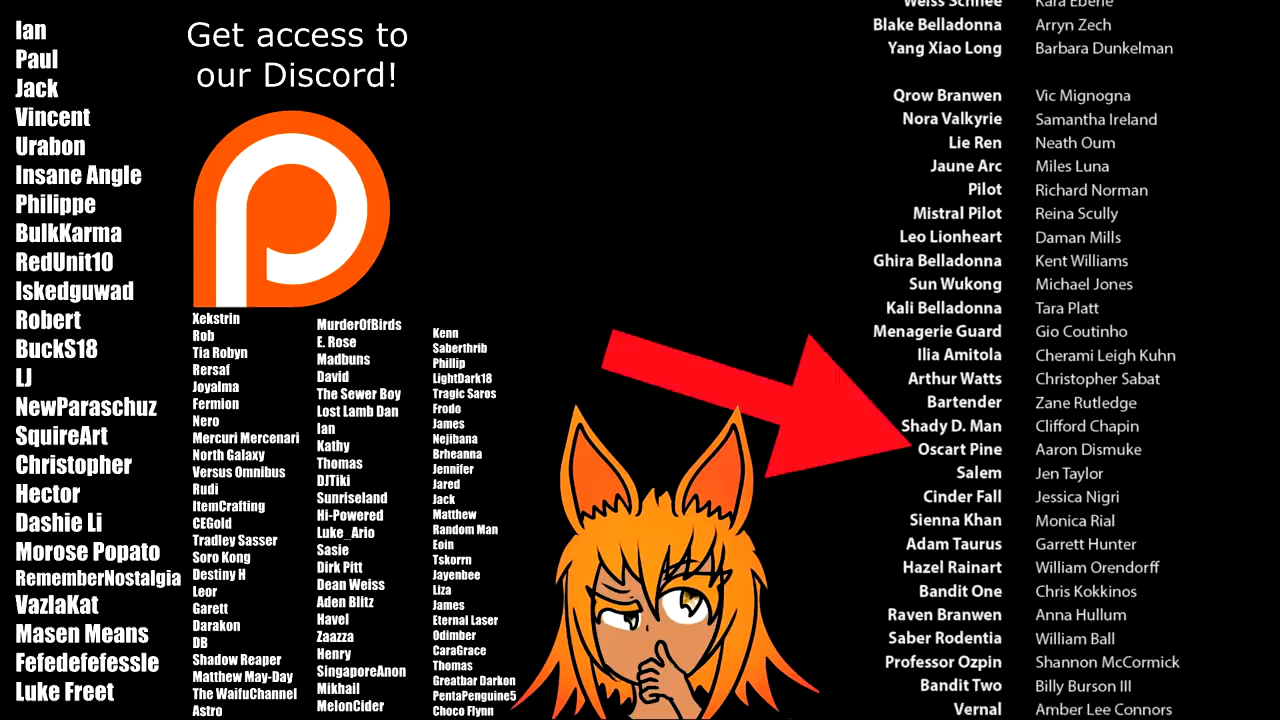 Ian
Paul
Jack
Vincent
Urabon
Insane Angle
Philippe
BulkKarma
RedUnit10
Iskedguwad
Robert
BuckS18
LJ
NewParaschuz
SquireArt
Christopher
Hector
Dashie Li
Morose Popato
RememberNostalgia
VazlaKat
Masen Means
Fefedefefessle
Luke Freet
Get access to
our Discord!
Xekstrin
Rob
Tia Robyn
Rersaf
Joyalma
Fermion
Nero
Mercuri Mercenari
North Galaxy
Versus Omnibus
Rudi
ItemCrafting
CEGold
Tradley Sasser
Soro Kong
Destiny H
Leor
Garett
Darakon
DB
Shadow Reaper
Matthew May-Day
The WaifuChannel
Astro
MurderOfBirds
E. Rose
Madbuns
David
The Sewer Boy
Lost Lamb Dan
Ian
Kathy
Thomas
DJTiki
Sunriseland
Hi-Powered
Luke_Ario
Sasie
Dirk Pitt
Dean Weiss
Aden Blitz
Havel
Zaazza
Henry
SingaporeAnon
Mikhail
MelonCider
Kenn
Saberthrib
Phillip
LightDark18
Tragic Saros
Frodo
James
Nejibana
Brheanna
Jennifer
Jared
Jack
Matthew
Random Man
Eoin
Tskorrn
Jayenbee
Liza
James
Eternal Laser
Odimber
CaraGrace
Thomas
Greatbar Darkon
PentaPenguine5
Choco Flynn
Weiss Schnee Kara Eberle
Blake Belladonna Arryn Zech
Yang Xiao Long Barbara Dunkelman
Qrow Branwen Vic Mignogna
Nora Valkyrie Samantha Ireland
Lie Ren Neath Oum
Jaune Arc Miles Luna
Pilot Richard Norman
Mistral Pilot Reina Scully
Leo Lionheart Daman Mills
Ghira Belladonna Kent Williams
Sun Wukong Michael Jones
Kali Belladonna Tara Platt
Menagerie Guard Gio Coutinho
Ilia Amitola Cherami Leigh Kuhn
Arthur Watts Christopher Sabat
Bartender Zane Rutledge
Shady D. Man Clifford Chapin
Oscart Pine Aaron Dismuke
Salem Jen Taylor
Cinder Fall Jessica Nigri
Sienna Khan Monica Rial
Adam Taurus Garrett Hunter
Hazel Rainart William Orendorff
Bandit One Chris Kokkinos
Raven Branwen Anna Hullum
Saber Rodentia William Ball
Professor Ozpin Shannon McCormick
Bandit Two Billy Burson III
Vernal Amber Lee Connors